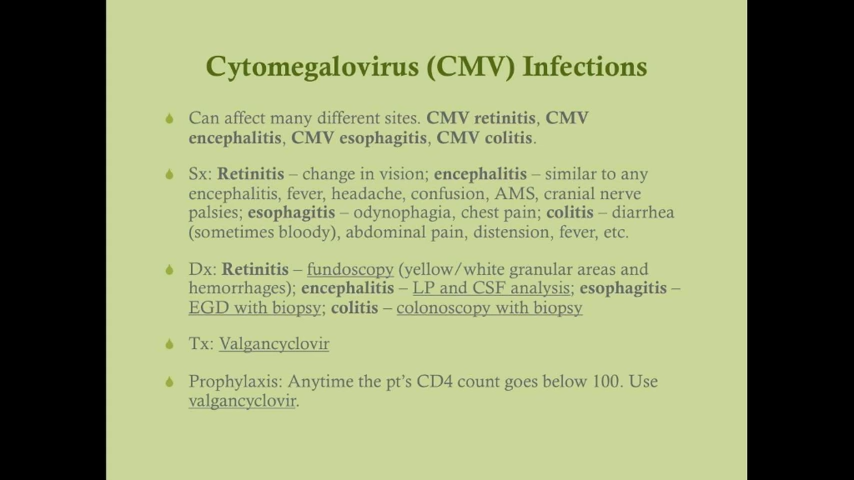 Cytomegalovirus (CMV) Infections
Can affect many different sites. CMV retinitis, CMV
encephalitis, CMV esophagitis, CMV colitis.
Sx: Retinitis – change in vision; encephalitis – similar to any
encephalitis, fever, headache, confusion, AMS, cranial nerve
palsies; esophagitis – odynophagia, chest pain; colitis – diarrhea
(sometimes bloody), abdominal pain, distension, fever, etc.
Dx: Retinitis – fundoscopy (yellow/white granular areas and
hemorrhages); encephalitis – LP and CSF analysis; esophagitis –
EGD with biopsy; colitis – colonoscopy with biopsy
Tx: Valgancyclovir
Prophylaxis: Anytime the pt's CD4 count goes below 100. Use
valgancyclovir.